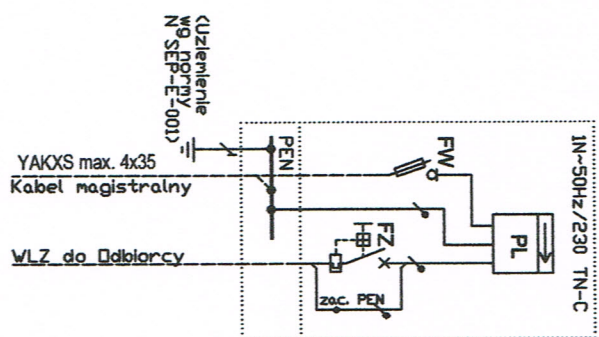 (Uziemienie
wg normy
N SEP-E-001)
PEN
FW
1N~50Hz/230 TN-C
YAKXS max. 4x35
Kabel magistralny
PL
FZ
WLZ do Odbiorcy
zac. PEN